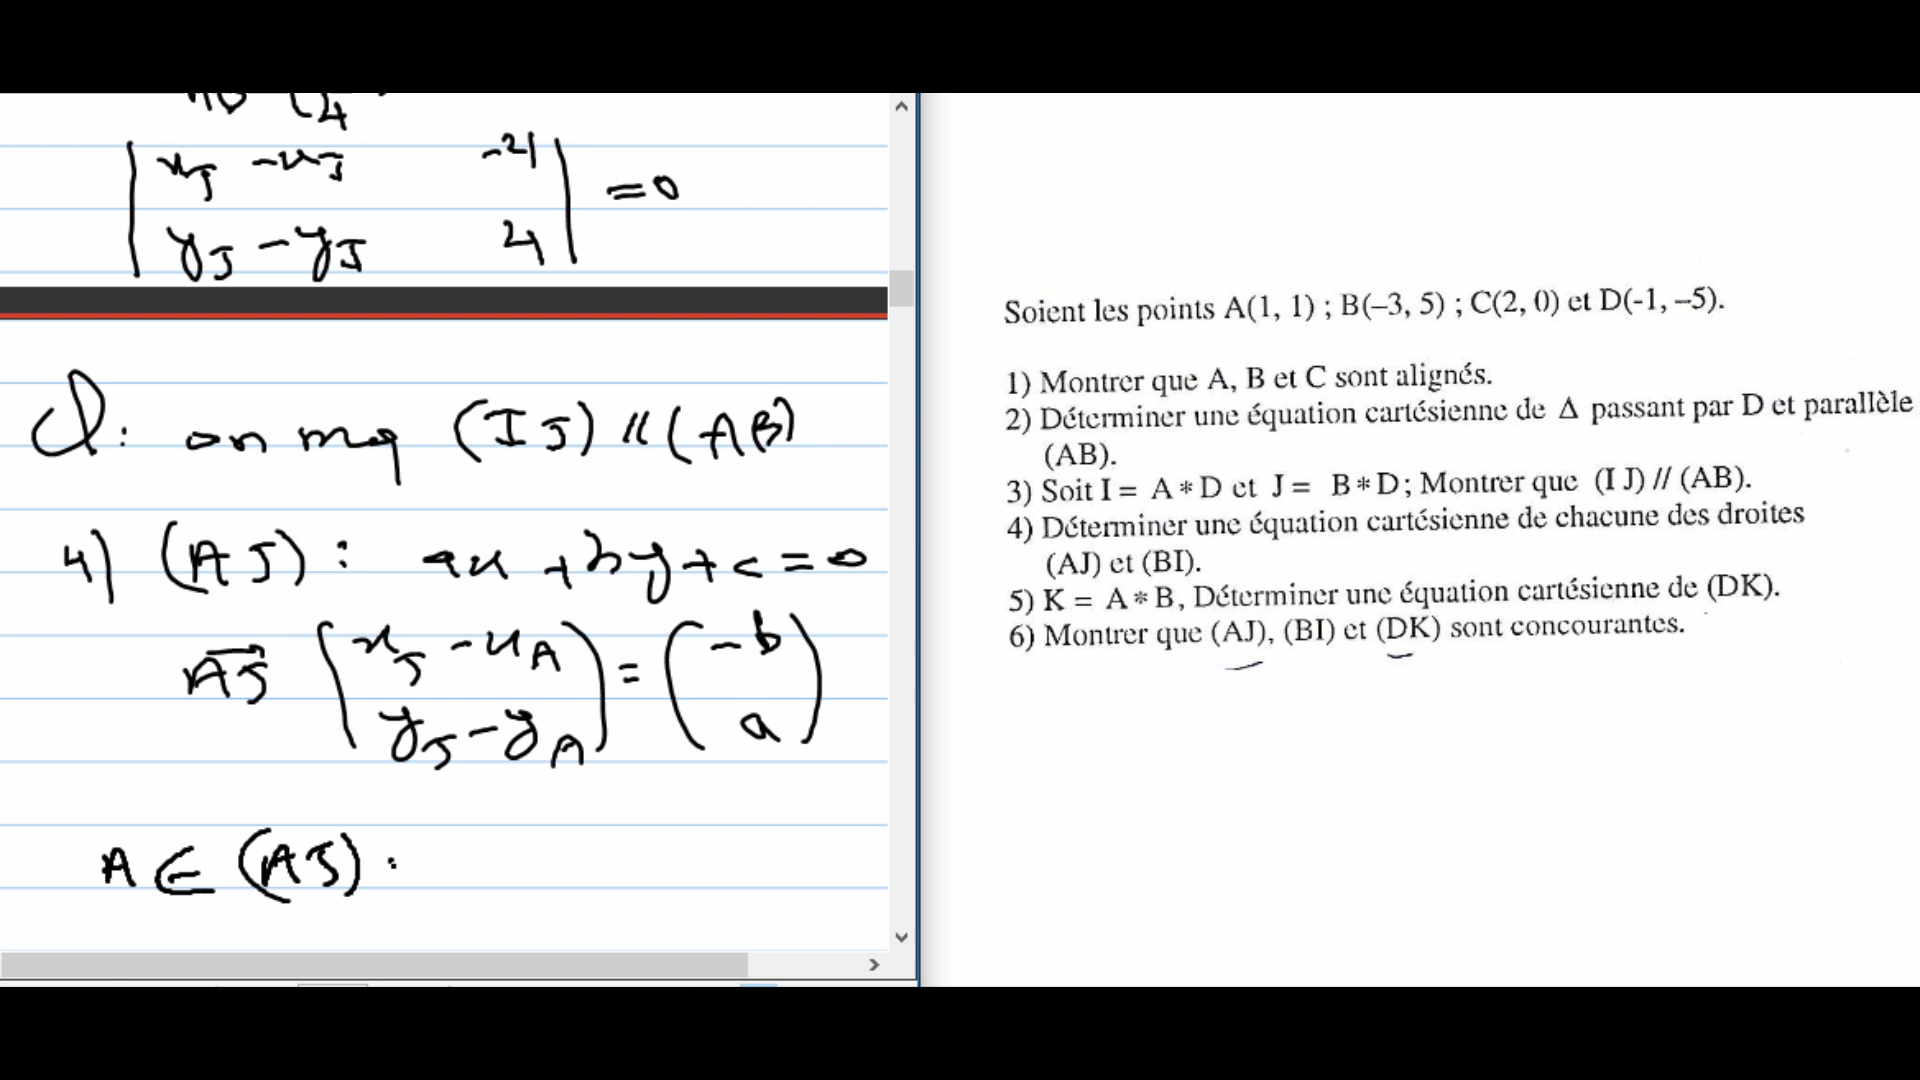 | x_J - x_J   -4 | = 0
| y_J - y_J   4 |
: on mq (IJ) // (AB)
4) (AJ) : ax + by + c = 0
AJ ( x_J - x_A ) = ( -b )
( y_J - y_A ) ( a )
A ∈ (AJ) :
Soient les points A(1, 1) ; B(–3, 5) ; C(2, 0) et D(-1, –5).
1) Montrer que A, B et C sont alignés.
2) Déterminer une équation cartésienne de Δ passant par D et parallèle
(AB).
3) Soit I = A * D et J = B * D ; Montrer que (I J) // (AB).
4) Déterminer une équation cartésienne de chacune des droites
(AJ) et (BI).
5) K = A * B, Déterminer une équation cartésienne de (DK).
6) Montrer que (AJ), (BI) et (DK) sont concourantes.